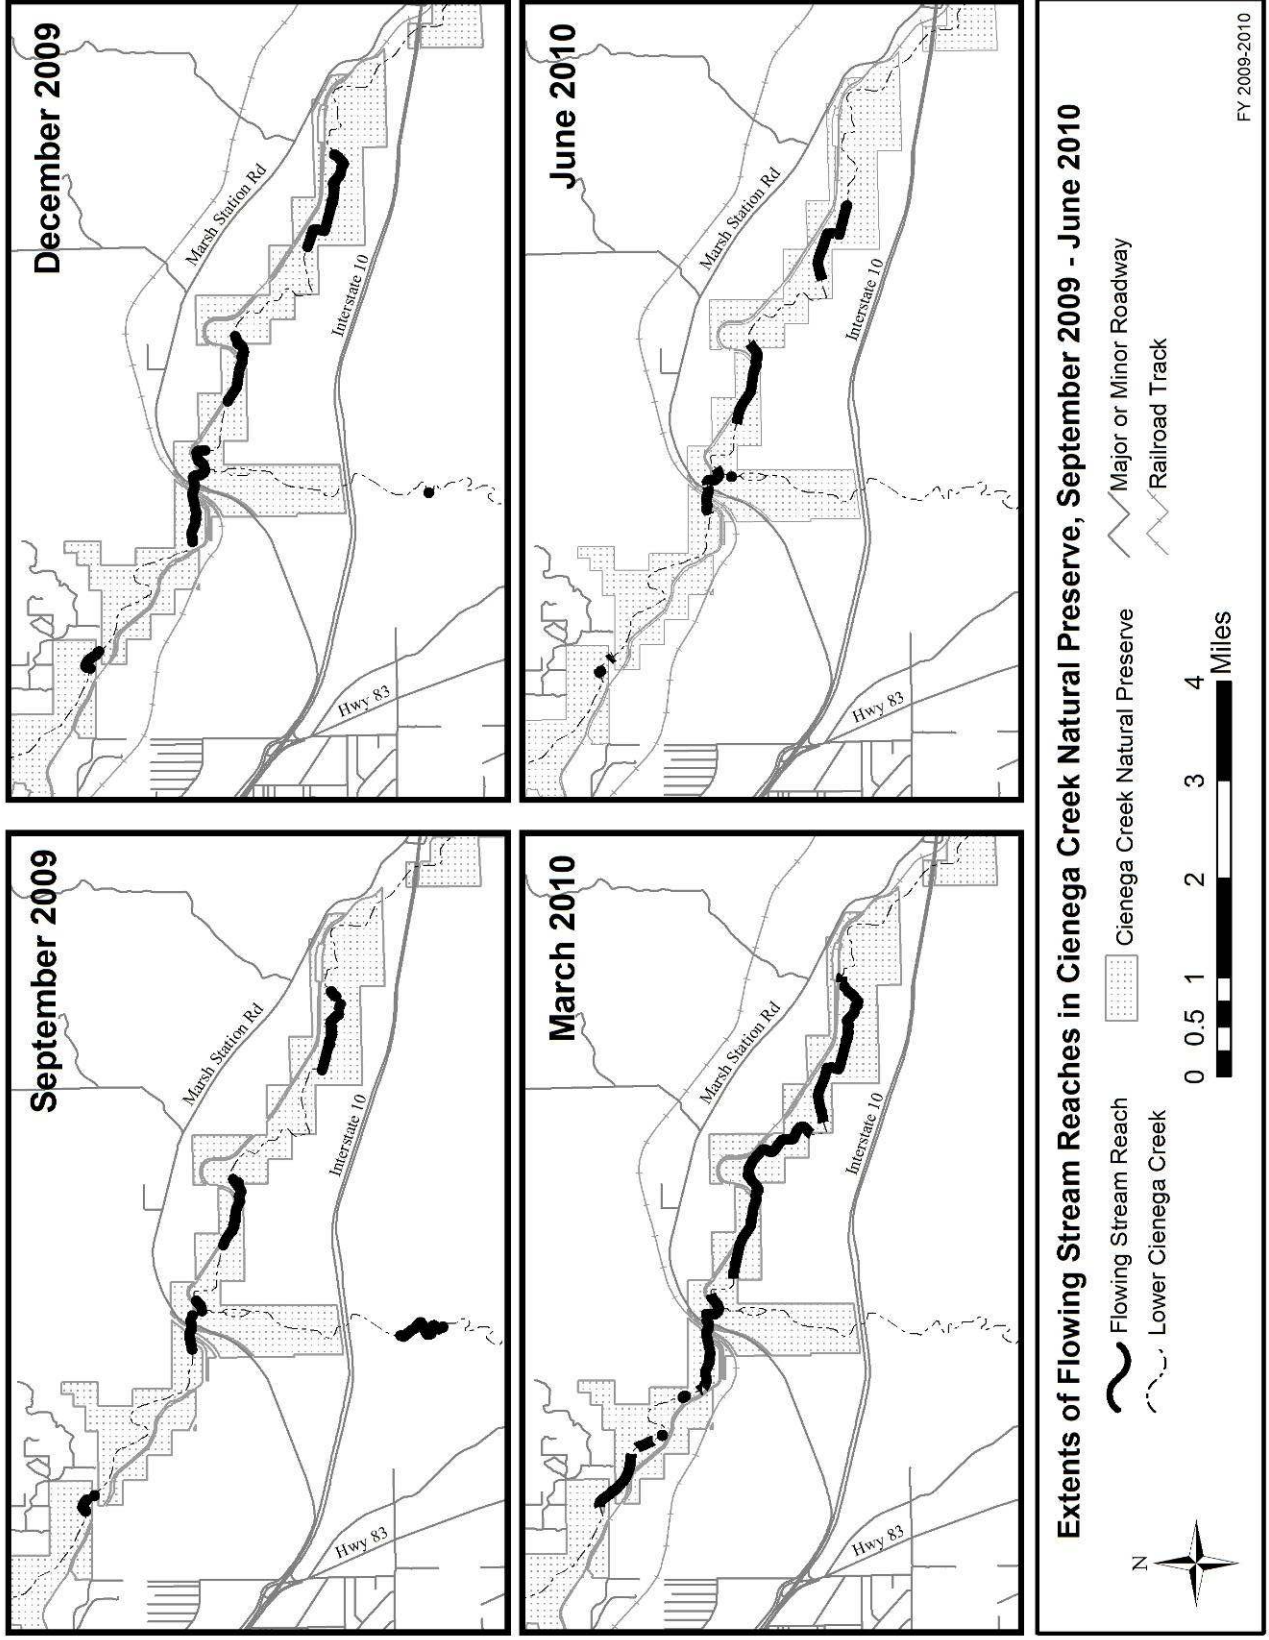 September 2009
Marsh Station Rd
Interstate 10
Hwy 83
December 2009
Marsh Station Rd
Interstate 10
Hwy 83
March 2010
Marsh Station Rd
Interstate 10
Hwy 83
June 2010
Marsh Station Rd
Interstate 10
Hwy 83
Extents of Flowing Stream Reaches in Cienega Creek Natural Preserve, September 2009 - June 2010
N
Flowing Stream Reach
Lower Cienega Creek
Cienega Creek Natural Preserve
Major or Minor Roadway
Railroad Track
0 0.5 1 2 3 4
Miles
FY 2009-2010